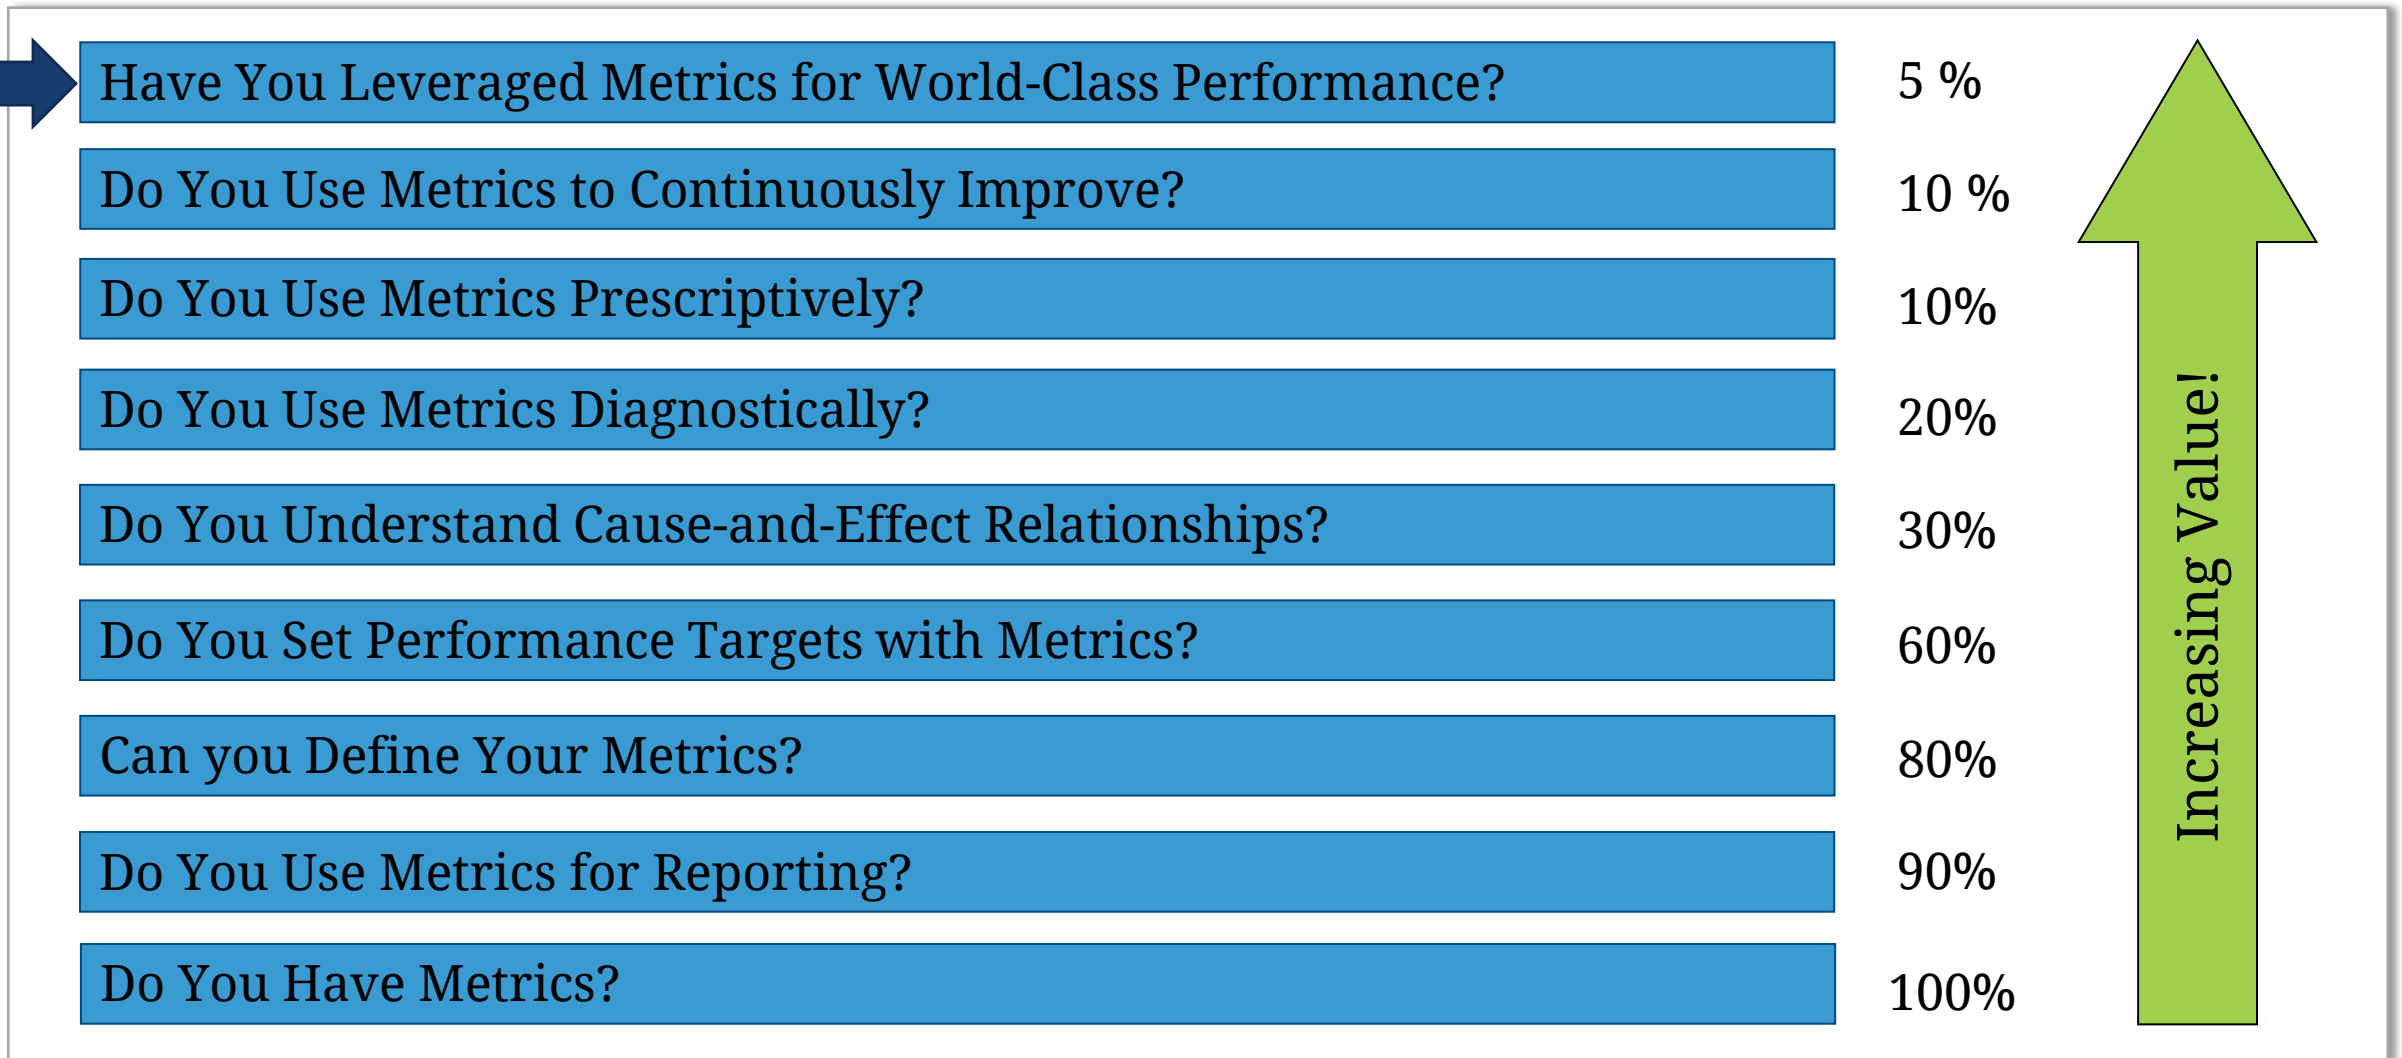 Have You Leveraged Metrics for World-Class Performance? 5 %
Do You Use Metrics to Continuously Improve? 10 %
Do You Use Metrics Prescriptively? 10%
Do You Use Metrics Diagnostically? 20%
Do You Understand Cause-and-Effect Relationships? 30%
Do You Set Performance Targets with Metrics? 60%
Can you Define Your Metrics? 80%
Do You Use Metrics for Reporting? 90%
Do You Have Metrics? 100%
Increasing Value!